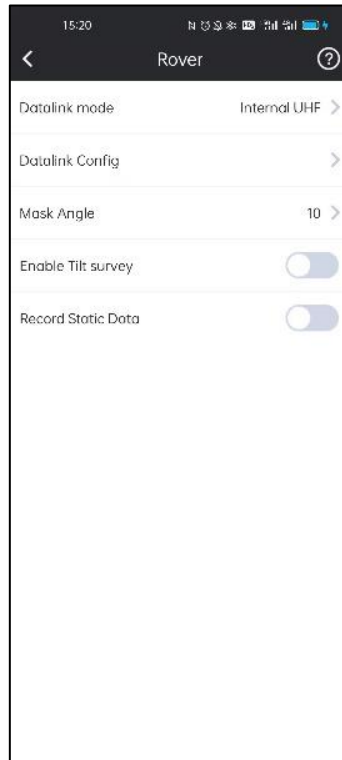 15:20
Rover
Datalink mode Internal UHF
Datalink Config
Mask Angle 10
Enable Tilt survey
Record Static Data